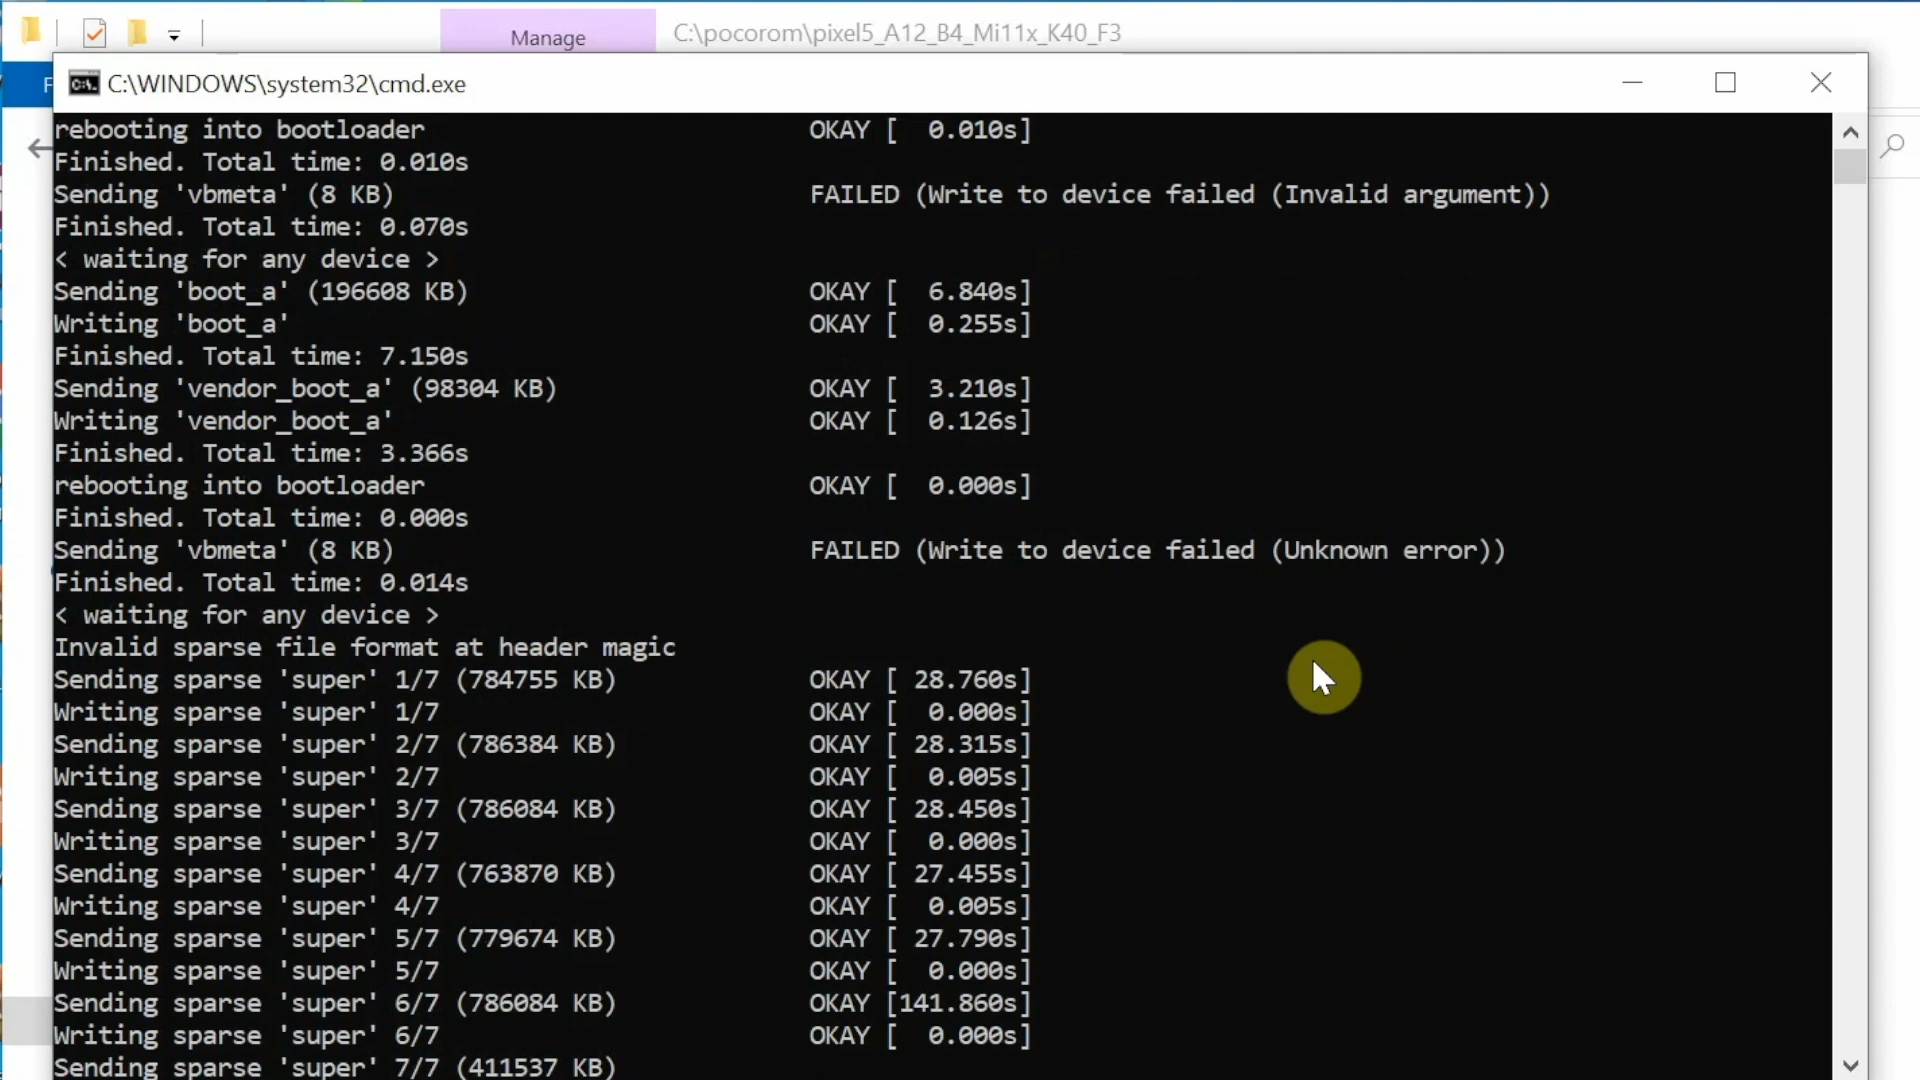 Manage
C:\pocorom\pixel5_A12_B4_Mi11x_K40_F3
F
C:\WINDOWS\system32\cmd.exe
rebooting into bootloader OKAY [ 0.010s]
Finished. Total time: 0.010s
Sending 'vbmeta' (8 KB) FAILED (Write to device failed (Invalid argument))
Finished. Total time: 0.070s
< waiting for any device >
Sending 'boot_a' (196608 KB) OKAY [ 6.840s]
Writing 'boot_a' OKAY [ 0.255s]
Finished. Total time: 7.150s
Sending 'vendor_boot_a' (98304 KB) OKAY [ 3.210s]
Writing 'vendor_boot_a' OKAY [ 0.126s]
Finished. Total time: 3.366s
rebooting into bootloader OKAY [ 0.000s]
Finished. Total time: 0.000s
Sending 'vbmeta' (8 KB) FAILED (Write to device failed (Unknown error))
Finished. Total time: 0.014s
< waiting for any device >
Invalid sparse file format at header magic
Sending sparse 'super' 1/7 (784755 KB) OKAY [ 28.760s]
Writing sparse 'super' 1/7 OKAY [ 0.000s]
Sending sparse 'super' 2/7 (786384 KB) OKAY [ 28.315s]
Writing sparse 'super' 2/7 OKAY [ 0.005s]
Sending sparse 'super' 3/7 (786084 KB) OKAY [ 28.450s]
Writing sparse 'super' 3/7 OKAY [ 0.000s]
Sending sparse 'super' 4/7 (763870 KB) OKAY [ 27.455s]
Writing sparse 'super' 4/7 OKAY [ 0.005s]
Sending sparse 'super' 5/7 (779674 KB) OKAY [ 27.790s]
Writing sparse 'super' 5/7 OKAY [ 0.000s]
Sending sparse 'super' 6/7 (786084 KB) OKAY [141.860s]
Writing sparse 'super' 6/7 OKAY [ 0.000s]
Sending sparse 'super' 7/7 (411537 KB)